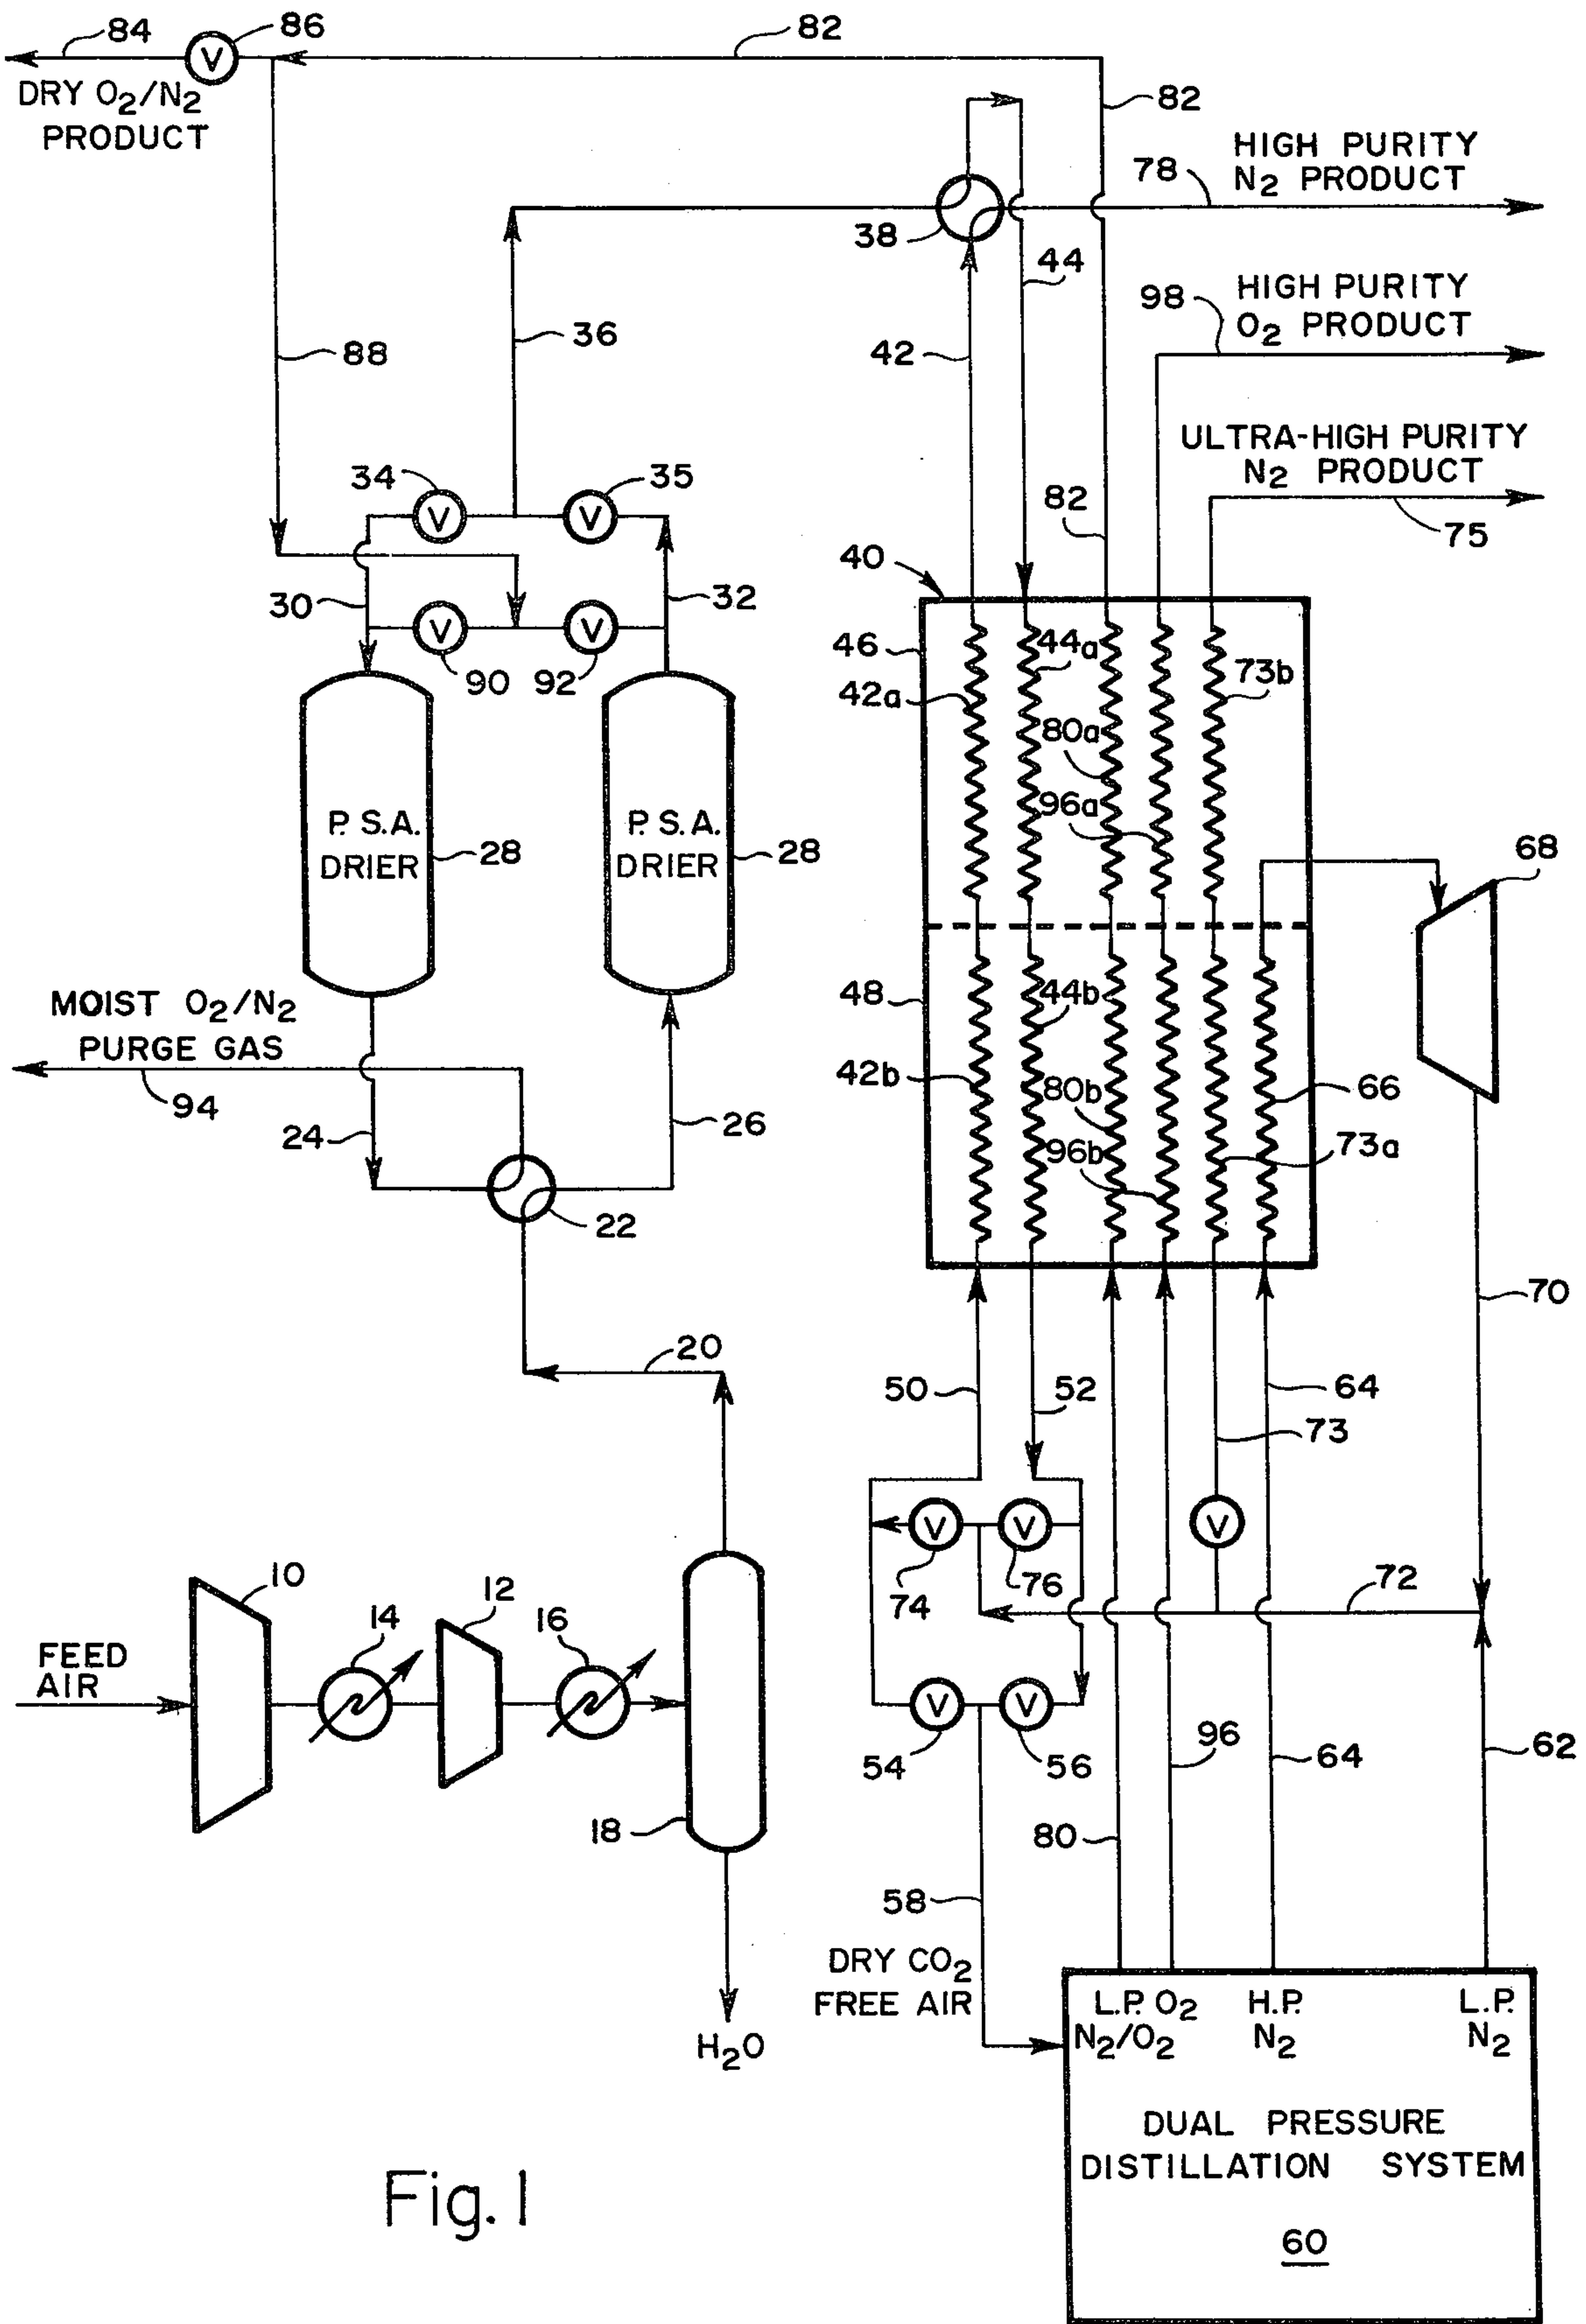 84
86
82
DRY O2/N2
PRODUCT
V
82
HIGH PURITY
N2 PRODUCT
78
38
44
HIGH PURITY
O2 PRODUCT
98
36
42
88
ULTRA-HIGH PURITY
N2 PRODUCT
75
34
35
V
V
82
40
30
32
V
V
90
92
46
44a
42a
73b
80a
96a
P.S.A.
DRIER
28
P.S.A.
DRIER
28
68
MOIST O2/N2
PURGE GAS
94
48
44b
42b
80b
66
24
26
96b
73a
22
70
20
50
52
64
73
V
V
V
74
76
72
10
14
12
16
FEED
AIR
V
V
54
56
96
64
62
18
80
58
DRY CO2
FREE AIR
H2O
L.P. O2
N2/O2
H.P.
N2
L.P.
N2
DUAL PRESSURE
DISTILLATION SYSTEM
60
Fig. 1